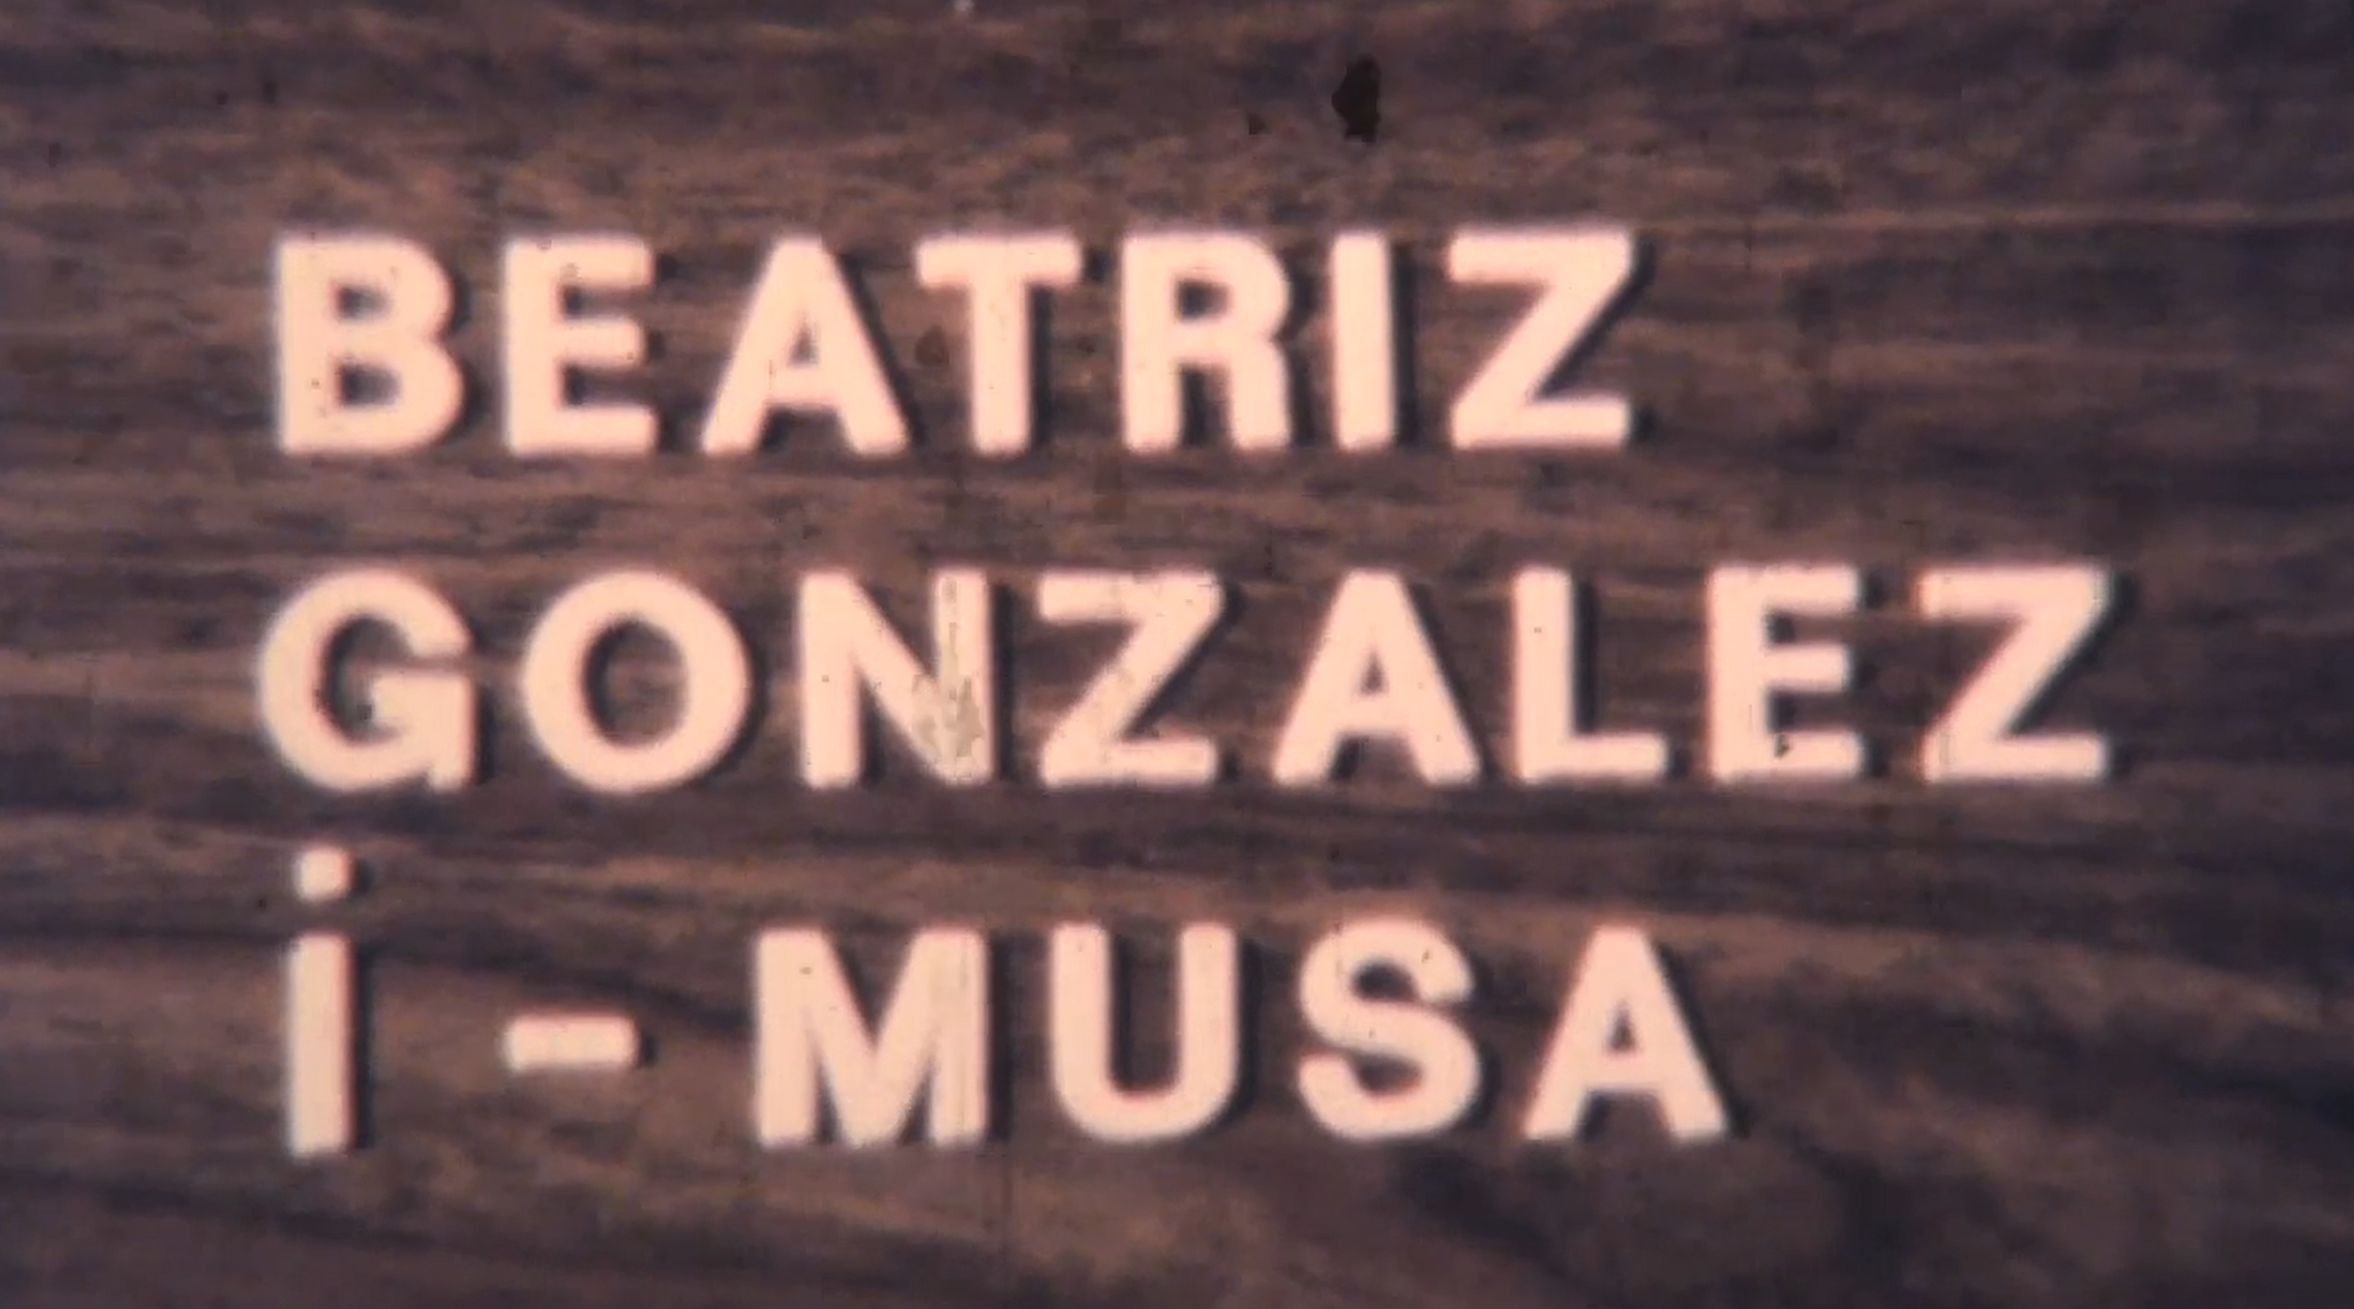 BEATRIZ
GONZALEZ
i - MUSA